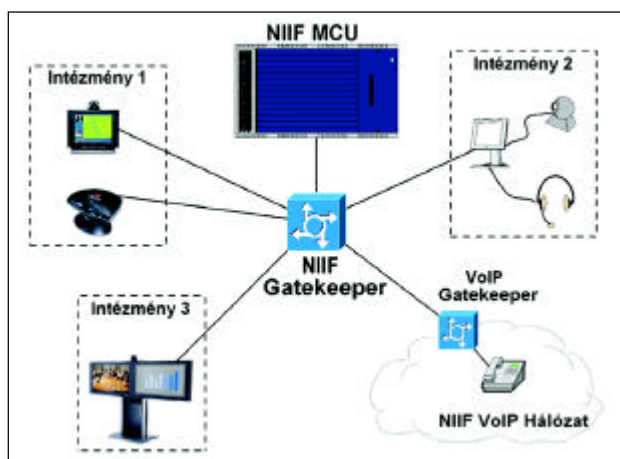 NIIF MCU
Intézmény 1
Intézmény 2
NIIF
Gatekeeper
VoIP
Gatekeeper
Intézmény 3
NIIF VoIP Hálózat